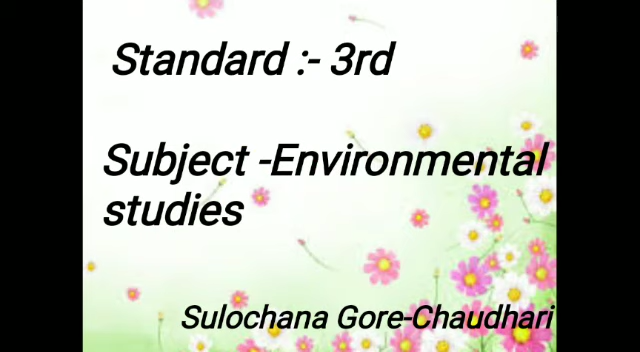 Standard :- 3rd
Subject -Environmental
studies
Sulochana Gore-Chaudhari